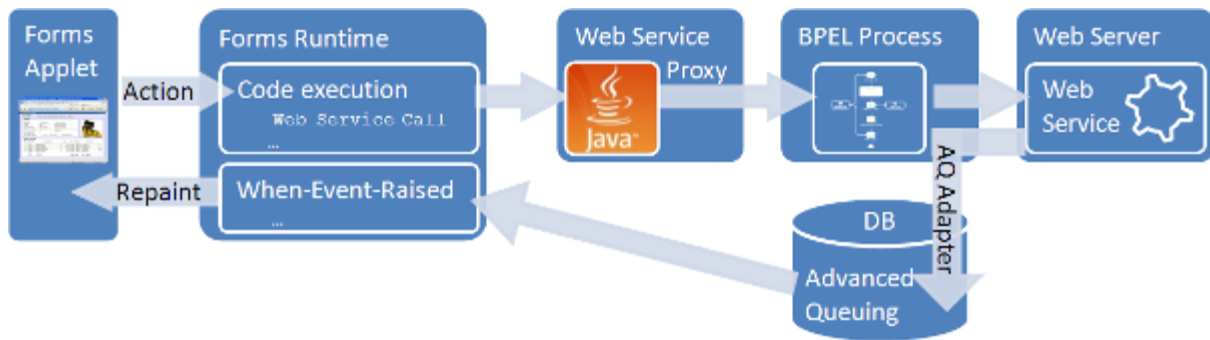 Forms
Applet
Action
Repaint
Forms Runtime
Code execution
Web Service Call
...
When-Event-Raised
...
Web Service
Proxy
Java™
BPEL Process
Web Server
Web
Service
AQ Adapter
DB
Advanced
Queuing